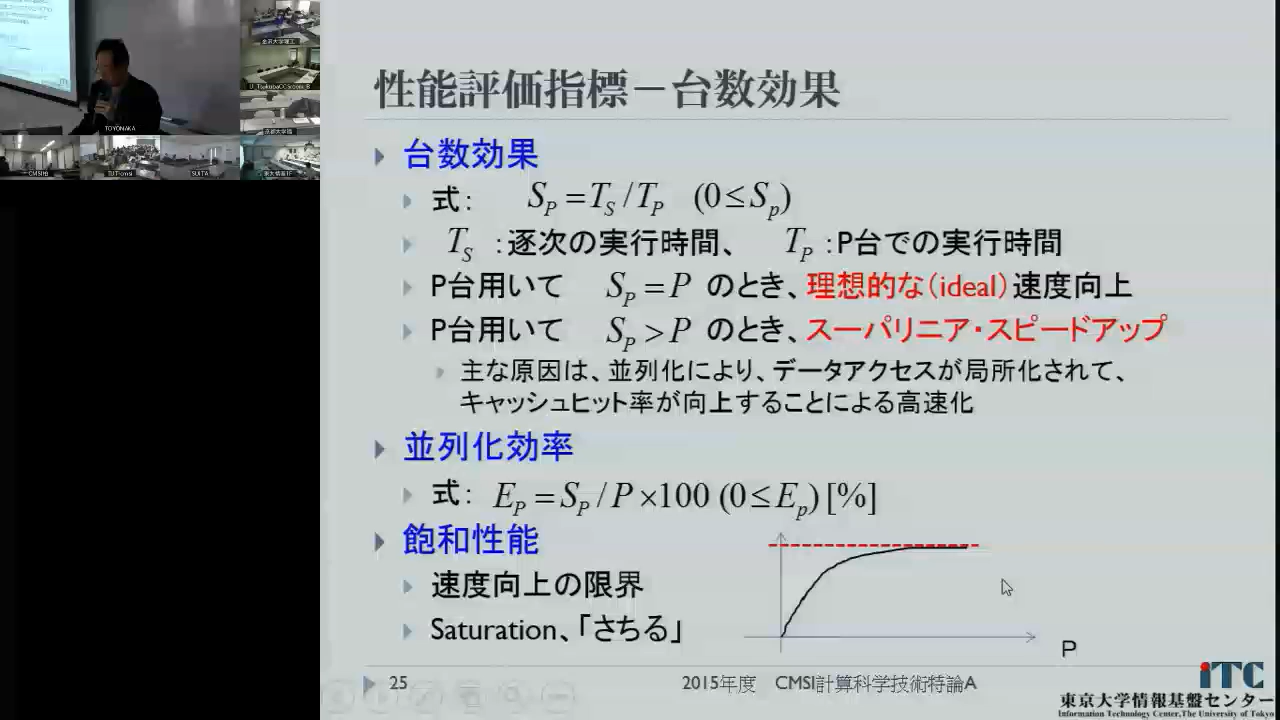 性能評価指標－台数効果
台数効果
式： S_P = T_S / T_P (0 ≤ S_p)
T_S ：逐次の実行時間、 T_P ：P台での実行時間
P台用いて S_P = P のとき、理想的な（ideal）速度向上
P台用いて S_P > P のとき、スーパリニア・スピードアップ
主な原因は、並列化により、データアクセスが局所化されて、
キャッシュヒット率が向上することによる高速化
並列化効率
式： E_P = S_P / P ×100 (0 ≤ E_p) [%]
飽和性能
速度向上の限界
Saturation、「さちる」
P
25
2015年度 CMSI計算科学技術特論A
iTC
東京大学情報基盤センター
Information Technology Center, The University of Tokyo
TOYONAKA
SUITA